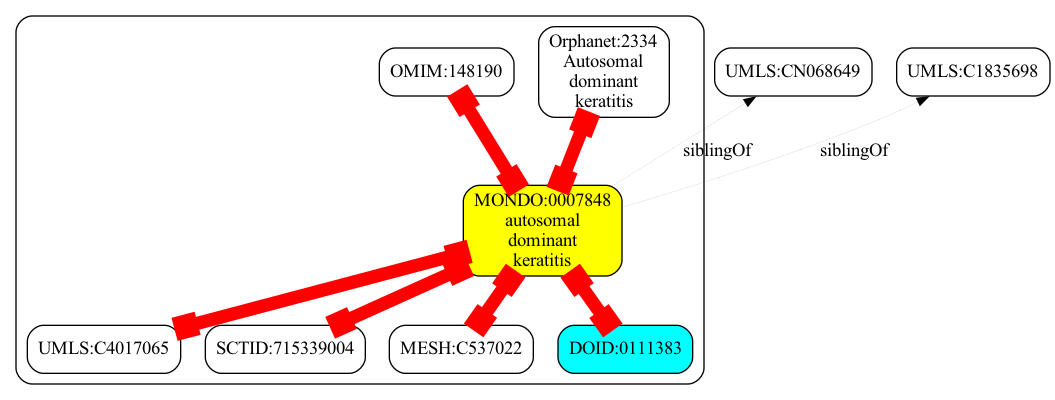 OMIM:148190
Orphanet:2334
Autosomal
dominant
keratitis
UMLS:CN068649
UMLS:C1835698
siblingOf
siblingOf
MONDO:0007848
autosomal
dominant
keratitis
UMLS:C4017065
SCTID:715339004
MESH:C537022
DOID:0111383